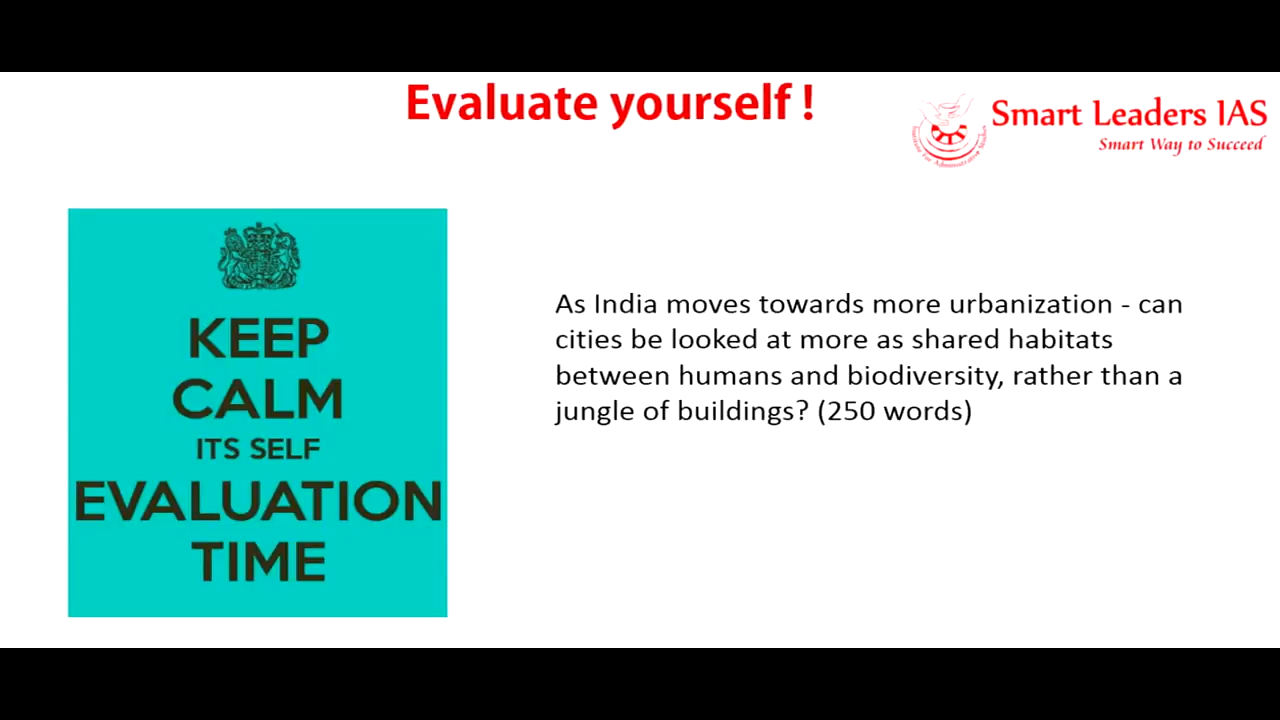 Evaluate yourself !
Smart Leaders IAS
Smart Way to Succeed
KEEP
CALM
ITS SELF
EVALUATION
TIME
As India moves towards more urbanization - can
cities be looked at more as shared habitats
between humans and biodiversity, rather than a
jungle of buildings? (250 words)